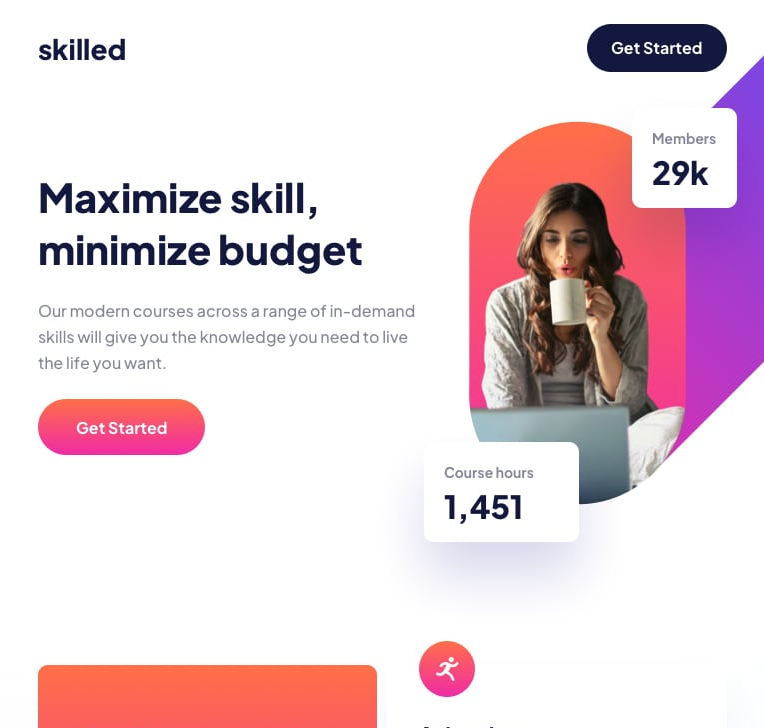 skilled
Get Started
Members
29k
Maximize skill,
minimize budget
Our modern courses across a range of in-demand
skills will give you the knowledge you need to live
the life you want.
Get Started
Course hours
1,451